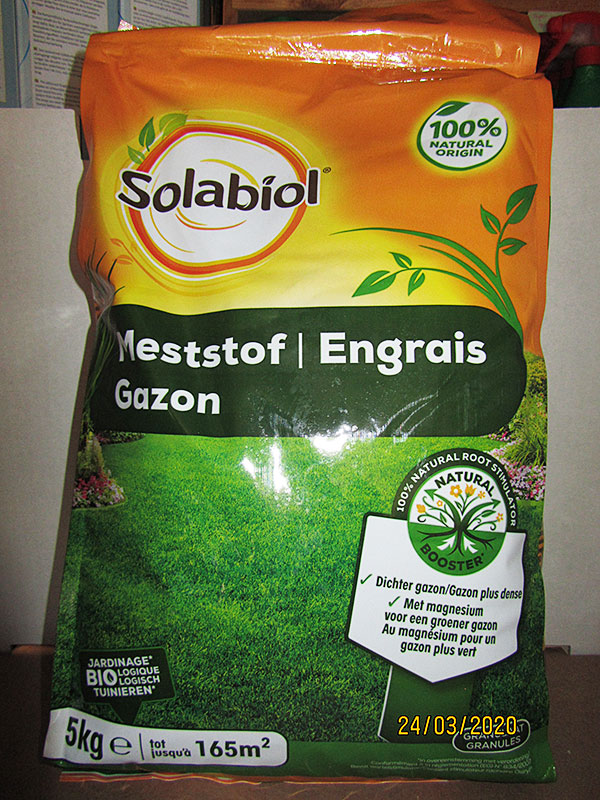 100%
NATURAL
ORIGIN
Solabiol®
Meststof | Engrais
Gazon
100% NATURAL ROOT STIMULATOR
NATURAL
BOOSTER
✓ Dichter gazon/Gazon plus dense
✓ Met magnesium
voor een groener gazon
Au magnésium pour un
gazon plus vert
JARDINAGE*
BIOLOGIQUE
LOGISCH
TUINIEREN*
5kg e
tot
jusqu'à 165m²
24/03/2020
GRANULES